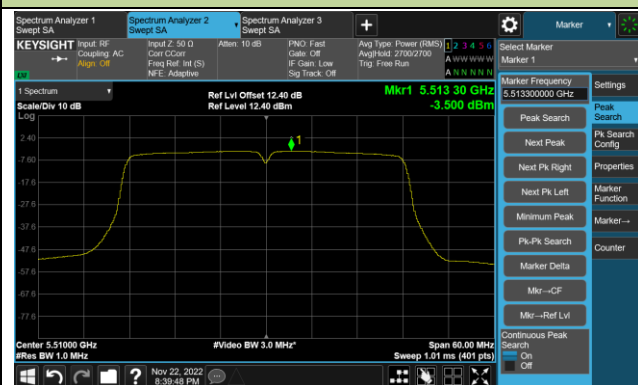 Spectrum Analyzer 1
Swept SA
Spectrum Analyzer 2
Swept SA
Spectrum Analyzer 3
Swept SA
Marker
KEYSIGHT
Input: RF
Coupling: AC
Align: Off
Input Z: 50 Ω
Corr CCorr
Freq Ref: Int (S)
NFE: Adaptive
Atten: 10 dB
PNO: Fast
Gate: Off
IF Gain: Low
Sig Track: Off
Avg Type: Power (RMS)
Avg|Hold: 2700/2700
Trig: Free Run
1 2 3 4 5 6
A W W W W W
A N N N N N
LXI
Select Marker
Marker 1
1 Spectrum
Scale/Div 10 dB
Log
Ref Lvl Offset 12.40 dB
Ref Level 12.40 dBm
Mkr1 5.513 30 GHz
-3.500 dBm
1
2.40
-7.60
-17.6
-27.6
-37.6
-47.6
-57.6
-67.6
-77.6
Center 5.51000 GHz
#Res BW 1.0 MHz
#Video BW 3.0 MHz*
Span 60.00 MHz
Sweep 1.01 ms (401 pts)
Marker Frequency
5.513300000 GHz
Peak Search
Next Peak
Next Pk Right
Next Pk Left
Minimum Peak
Pk-Pk Search
Marker Delta
Mkr→CF
Mkr→Ref Lvl
Continuous Peak
Search
On
Off
Settings
Peak
Search
Pk Search
Config
Properties
Marker
Function
Marker→
Counter
Nov 22, 2022
8:39:48 PM